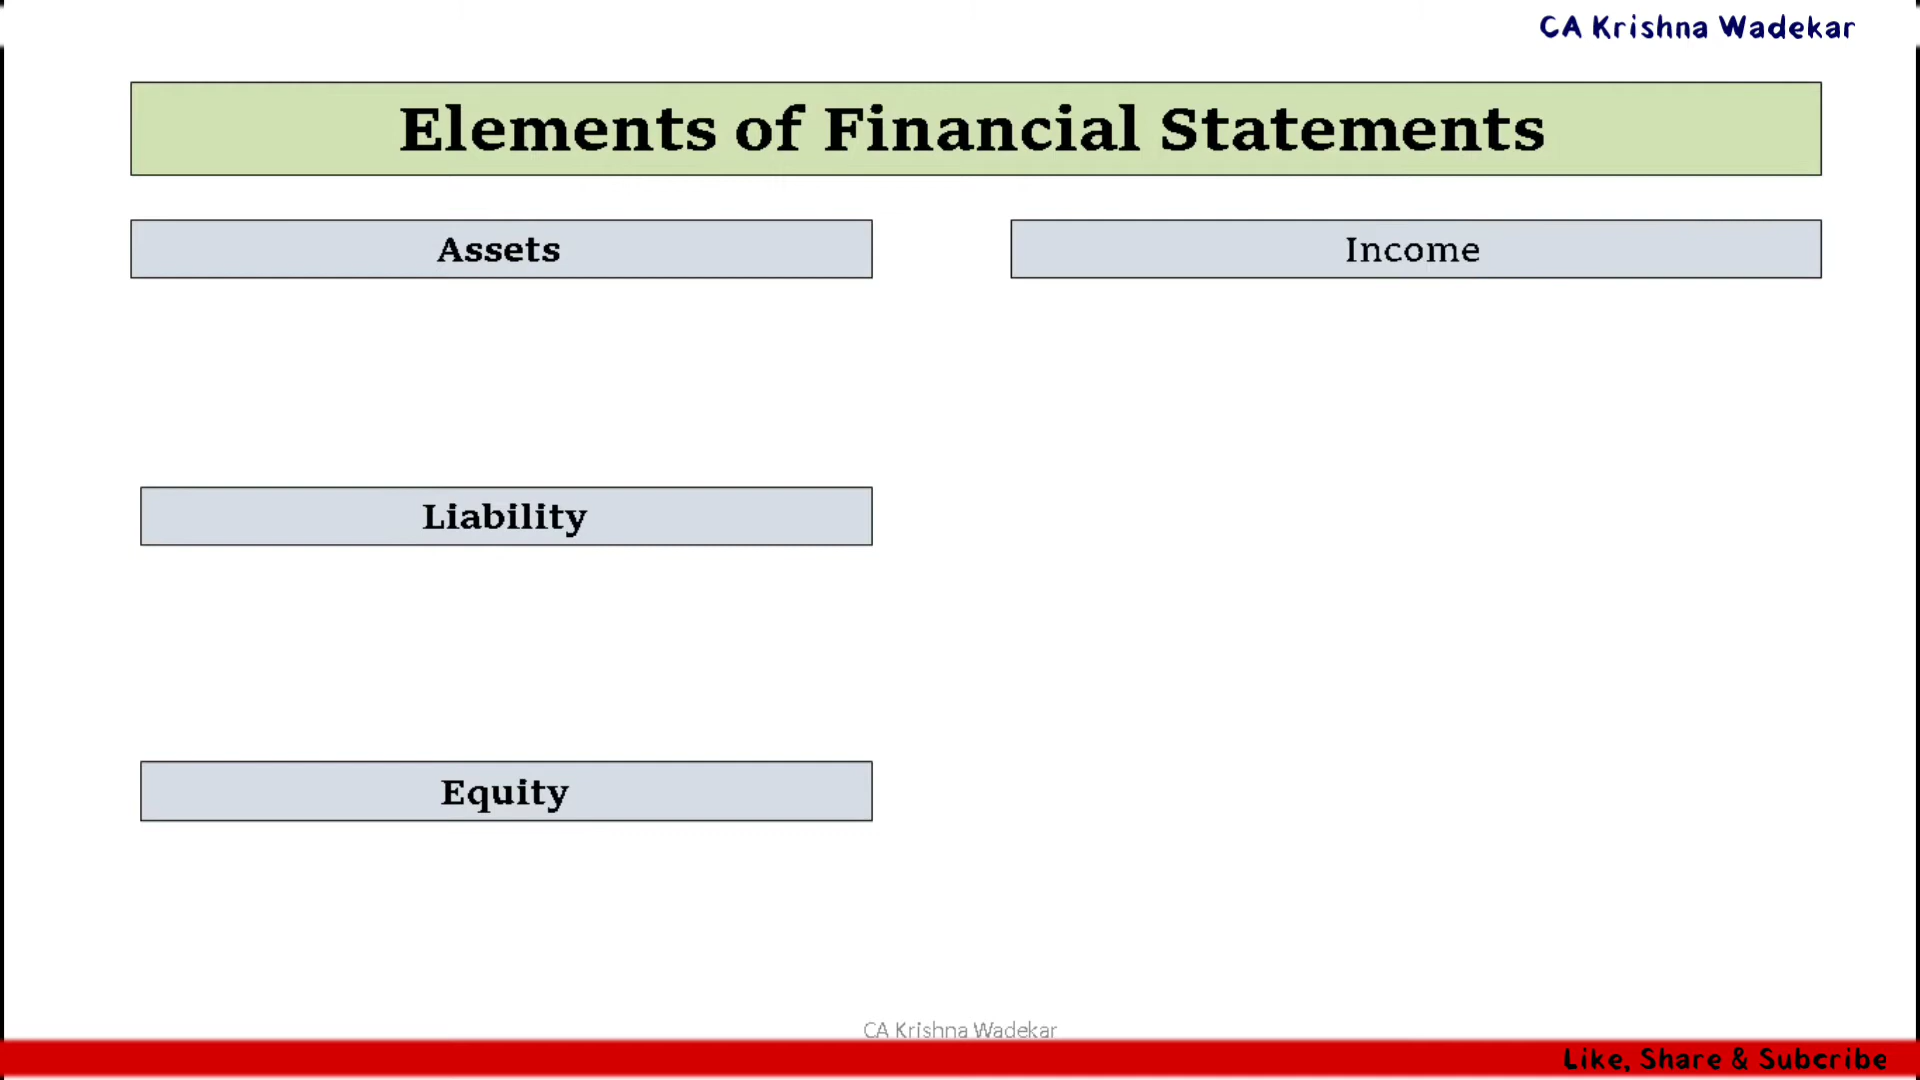 CA Krishna Wadekar
Elements of Financial Statements
Assets
Income
Liability
Equity
CA Krishna Wadekar
Like, Share & Subcribe